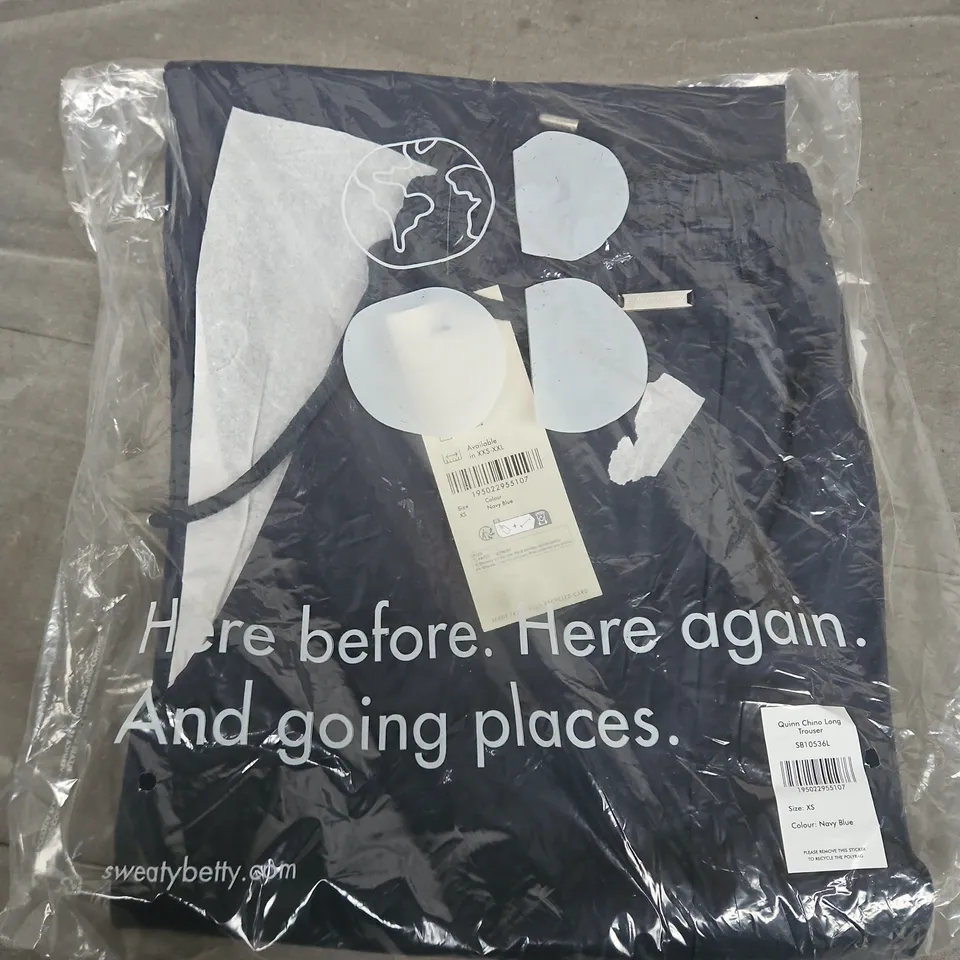 Available
in XXS-XXL
195022955107
Size
XS
Colour
Navy Blue
Here before. Here again.
And going places.
Quinn Chino Long
Trouser
SB10536L
195022955107
Size: XS
Colour: Navy Blue
PLEASE REMOVE THIS STICKER
TO RECYCLE THE POLYBAG
sweatybetty.com